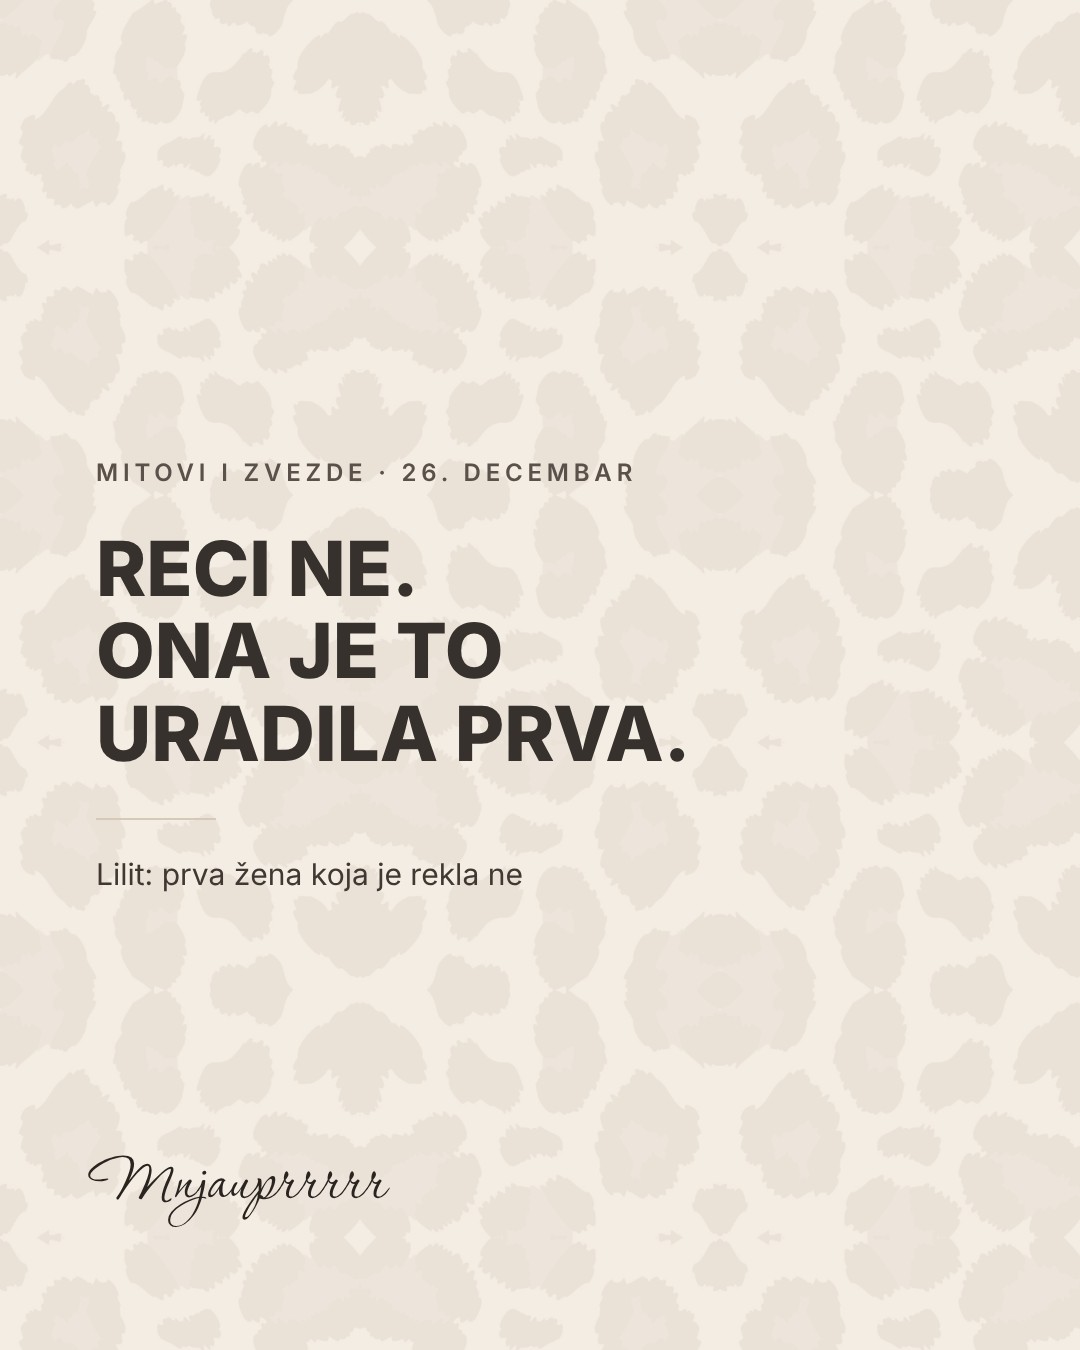 MITOVI I ZVEZDE · 26. DECEMBAR
RECI NE.
ONA JE TO
URADILA PRVA.
Lilit: prva žena koja je rekla ne
Mnjauprrrrr